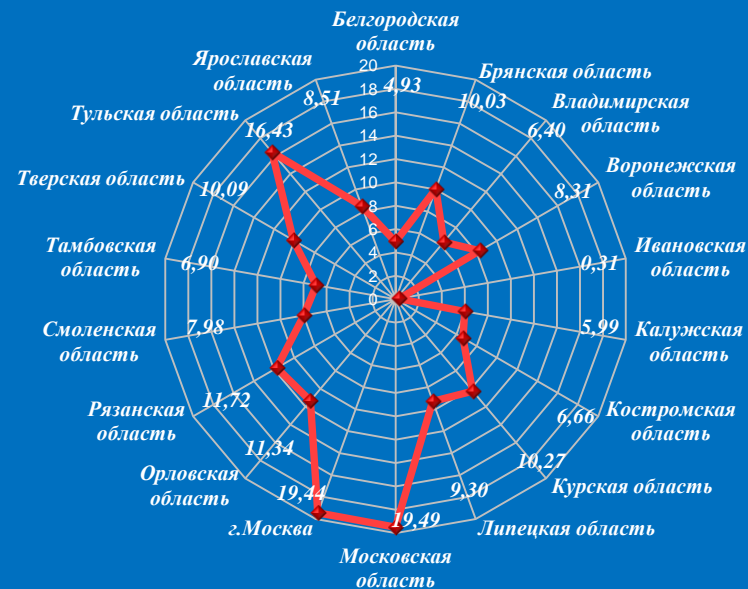 Белгородская
область
4,93
Брянская область
10,03
Владимирская
область
6,40
Воронежская
область
8,31
Ивановская
область
0,31
Калужская
область
5,99
Костромская
область
6,66
Курская область
10,27
Липецкая область
9,30
Московская
область
19,49
г.Москва
19,44
Орловская
область
11,34
Рязанская
область
11,72
Смоленская
область
7,98
Тамбовская
область
6,90
Тверская область
10,09
Тульская область
16,43
Ярославская
область
8,51
20
18
16
14
12
10
8
6
4
2
0